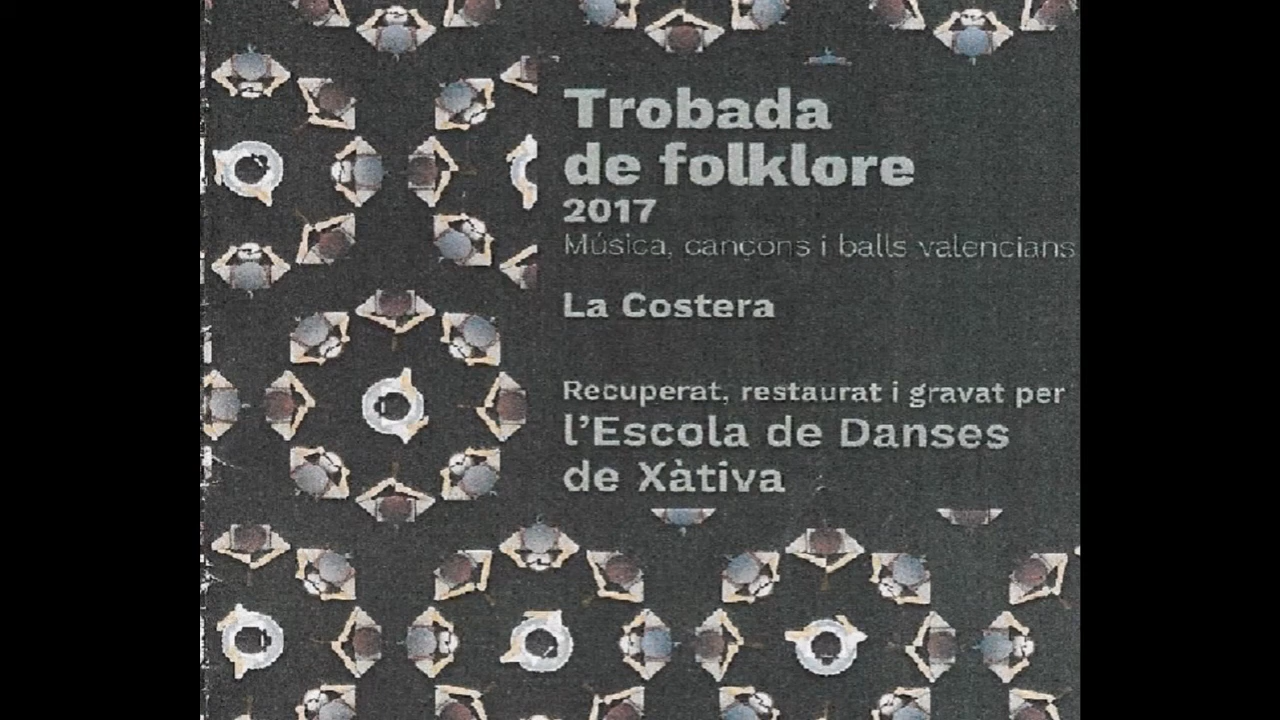 Trobada
de folklore
2017
Música, cançons i balls valencians
La Costera
Recuperat, restaurat i gravat per
l'Escola de Danses
de Xàtiva